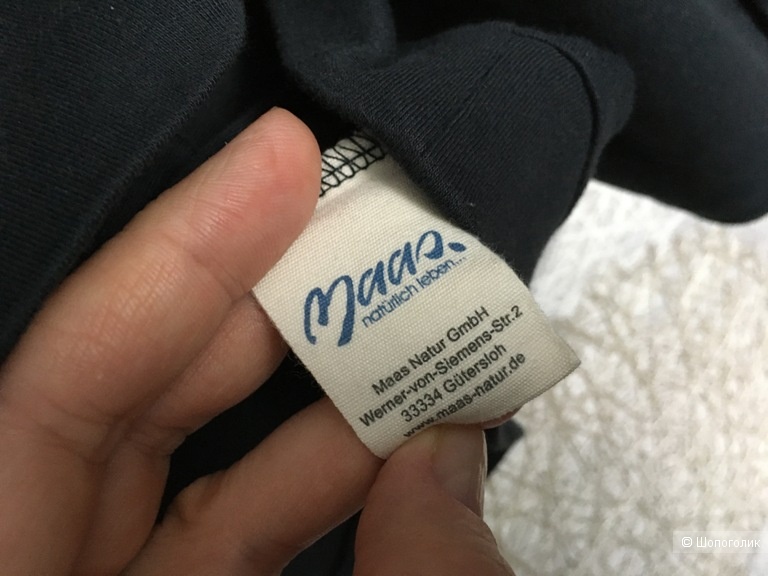 Maas
natürlich leben...
Maas Natur GmbH
Werner-von-Siemens-Str.2
33334 Gütersloh
www.maas-natur.de
© Шопоголик